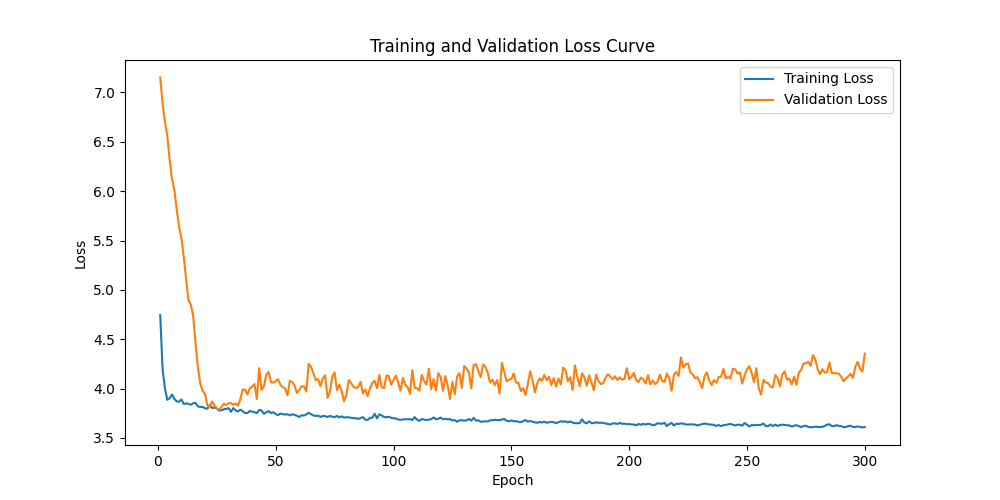 Training and Validation Loss Curve
Training Loss
Validation Loss
7.0
6.5
6.0
5.5
5.0
4.5
4.0
3.5
Loss
0 50 100 150 200 250 300
Epoch